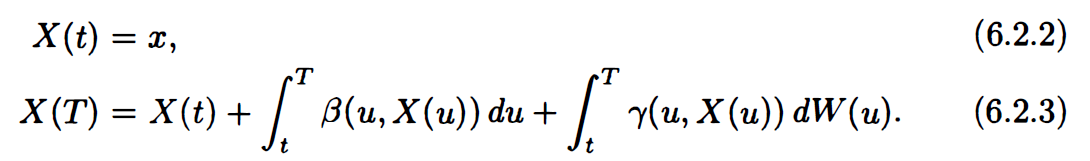 X(t) = x, (6.2.2)
X(T) = X(t) + ∫_t^T β(u, X(u)) du + ∫_t^T γ(u, X(u)) dW(u). (6.2.3)